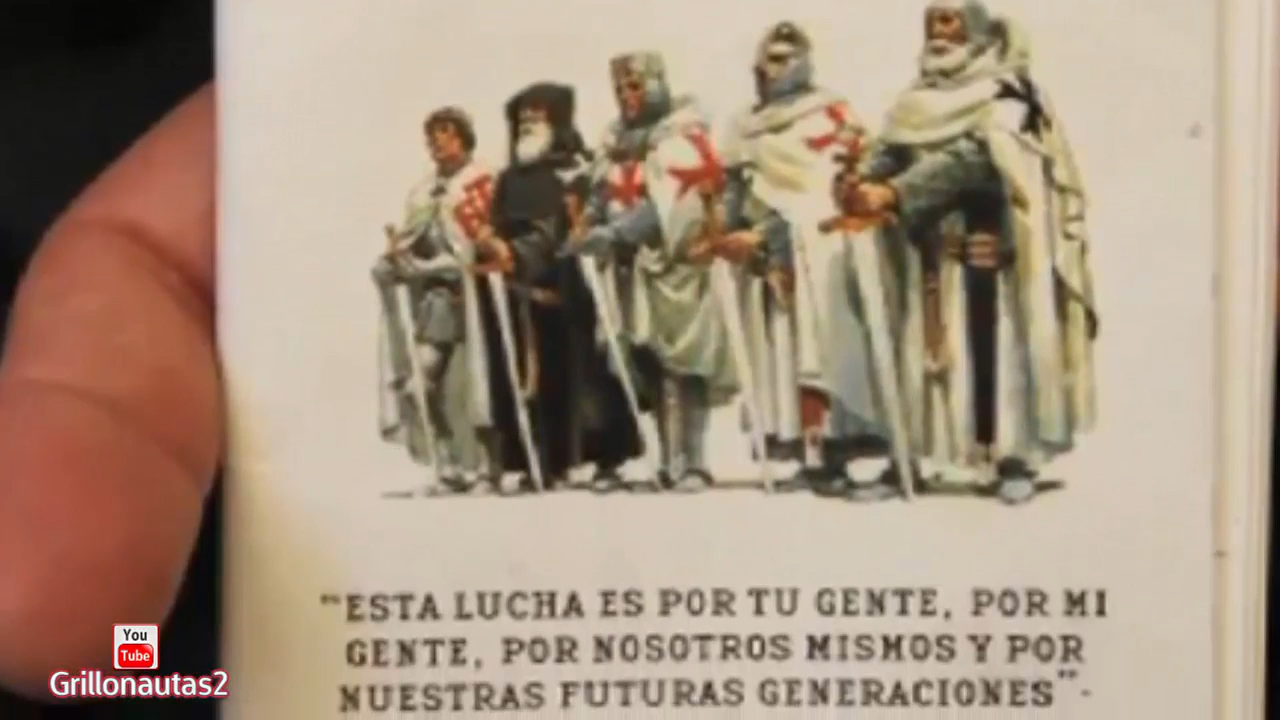 "ESTA LUCHA ES POR TU GENTE, POR MI
GENTE, POR NOSOTROS MISMOS Y POR
NUESTRAS FUTURAS GENERACIONES".
You
Tube
Grillonautas2